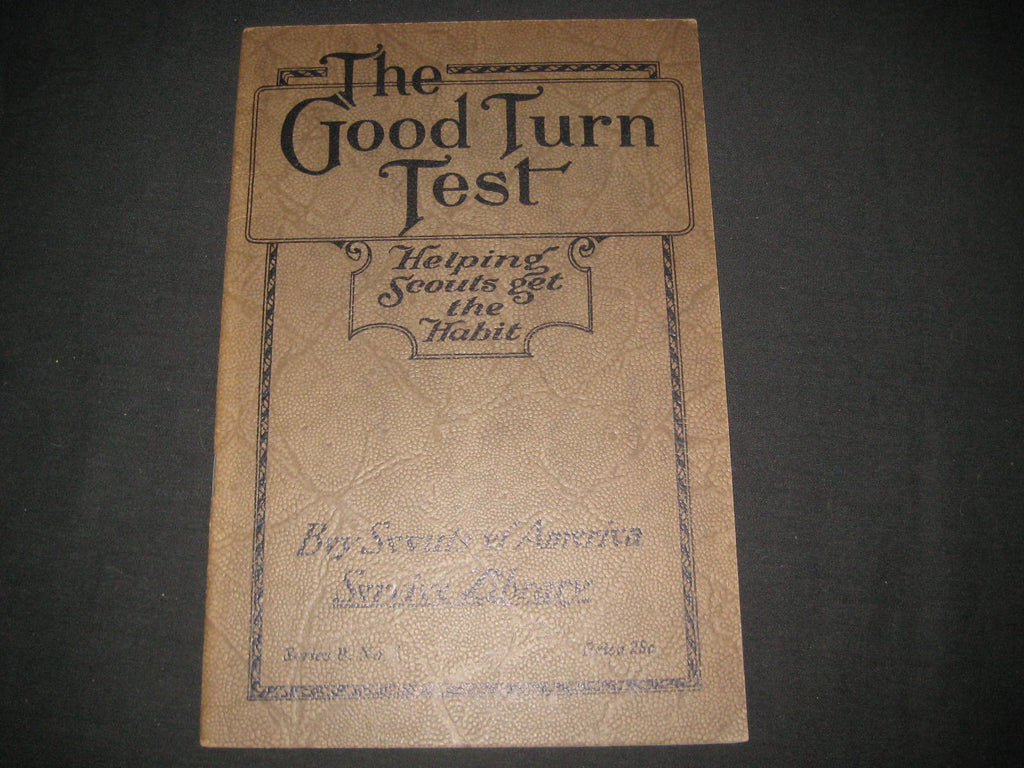 The
Good Turn
Test
Helping
Scouts get
the
Habit
Boy Scouts of America
Service Library
Series No.
Price 25c